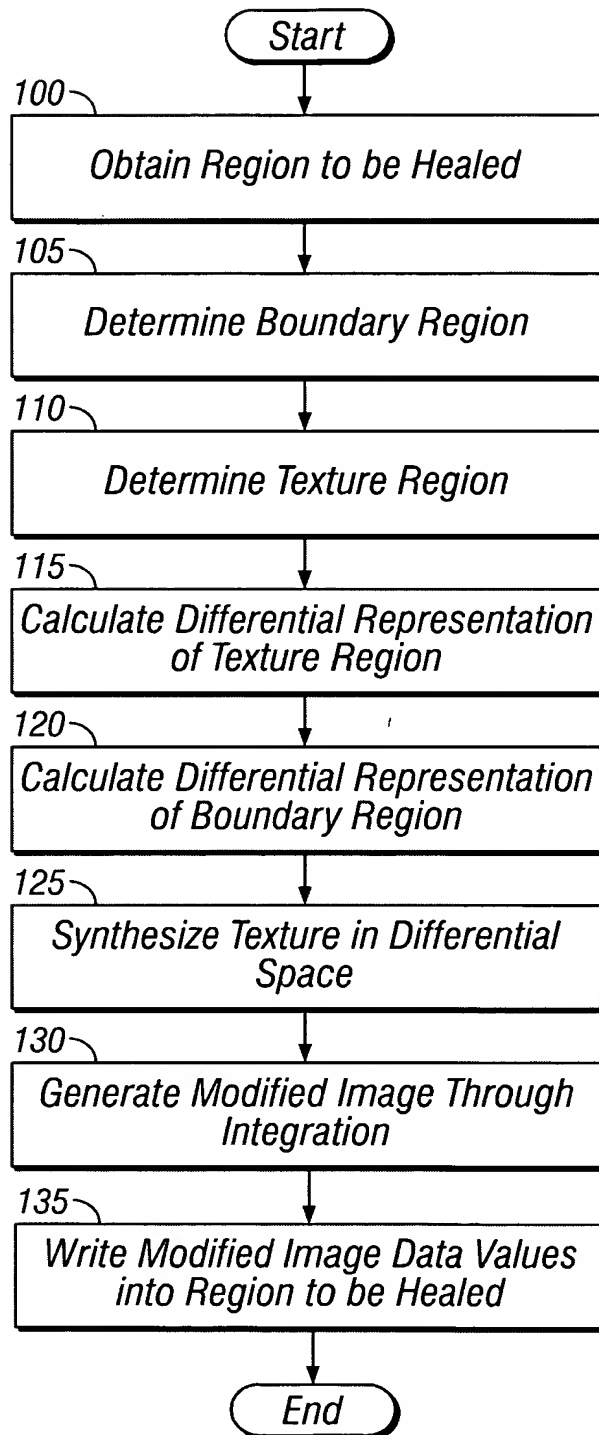 Start
100
Obtain Region to be Healed
105
Determine Boundary Region
110
Determine Texture Region
115
Calculate Differential Representation
of Texture Region
120
Calculate Differential Representation
of Boundary Region
125
Synthesize Texture in Differential
Space
130
Generate Modified Image Through
Integration
135
Write Modified Image Data Values
into Region to be Healed
End